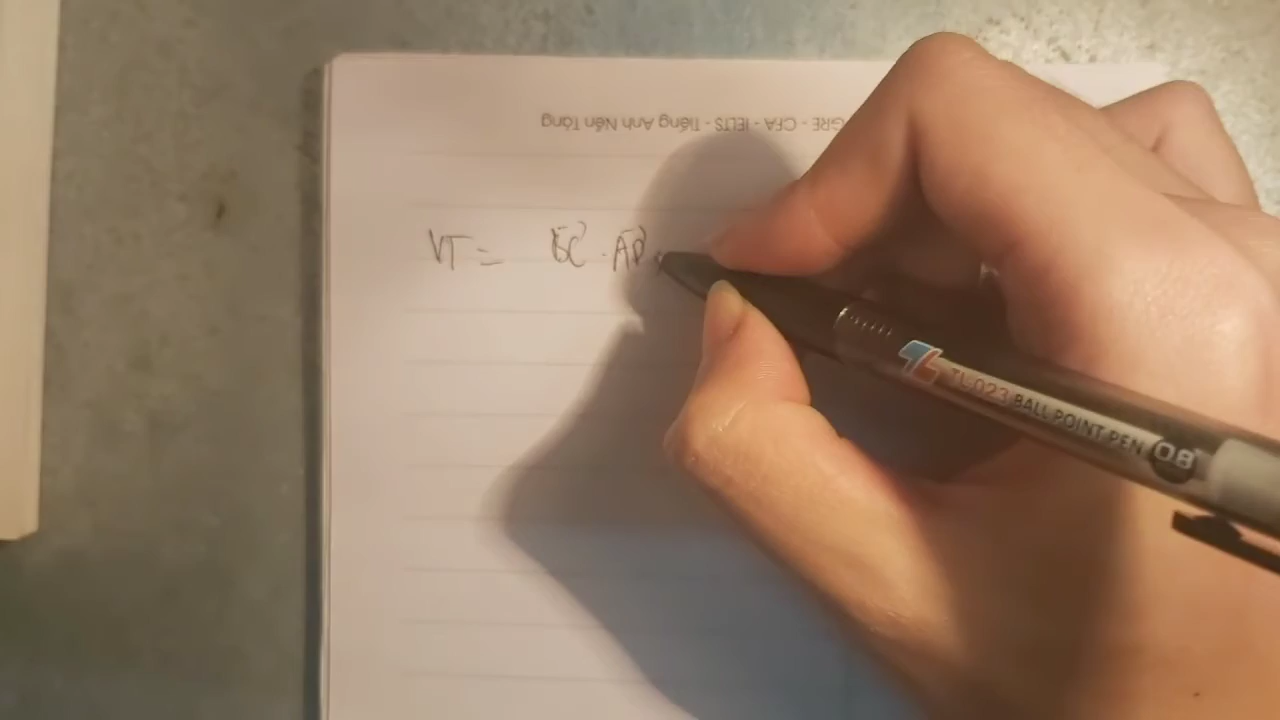 GRE - CFA - IELTS - Tiếng Anh Nền Tảng
VT = BC⃗ . AD⃗
TL-023 BALL POINT PEN 0.8